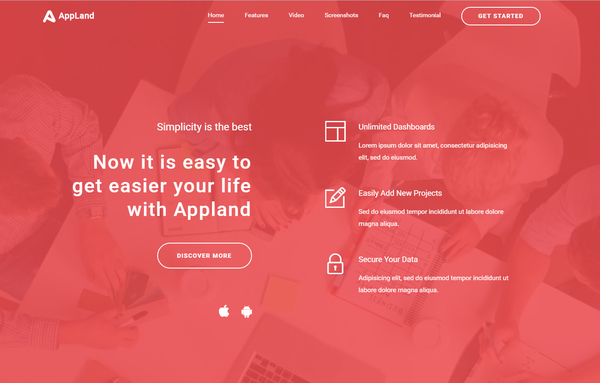 AppLand
Home
Features
Video
Screenshots
Faq
Testimonial
GET STARTED
Simplicity is the best
Now it is easy to
get easier your life
with Appland
DISCOVER MORE
Unlimited Dashboards
Lorem ipsum dolor sit amet, consectetur adipisicing
elit, sed do eiusmod.
Easily Add New Projects
Sed do eiusmod tempor incididunt ut labore dolore
magna aliqua.
Secure Your Data
Adipisicing elit, sed do eiusmod tempor incididunt ut
labore dolore magna aliqua.